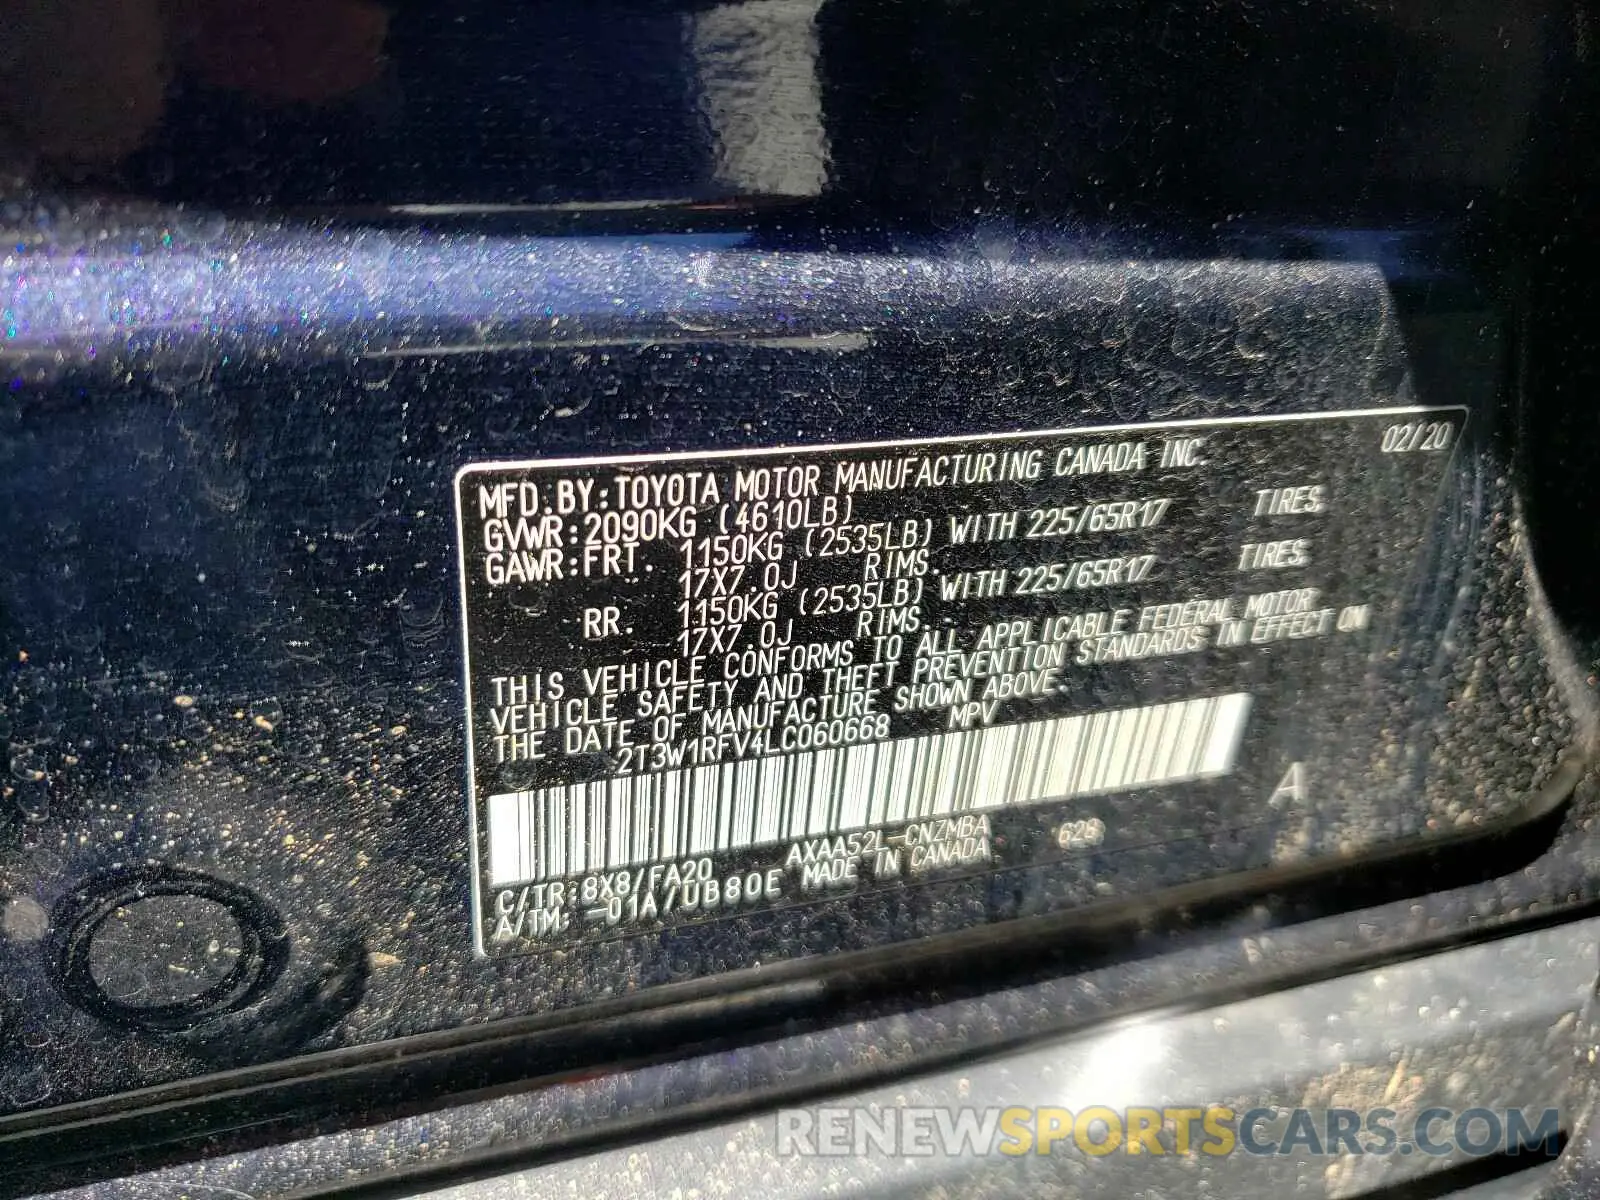 MFD.BY:TOYOTA MOTOR MANUFACTURING CANADA INC. 02/20
GVWR:2090KG (4610LB)
GAWR:FRT. 1150KG (2535LB) WITH 225/65R17 TIRES
17X7.0J RIMS.
RR. 1150KG (2535LB) WITH 225/65R17 TIRES
17X7.0J RIMS.
THIS VEHICLE CONFORMS TO ALL APPLICABLE FEDERAL MOTOR
VEHICLE SAFETY AND THEFT PREVENTION STANDARDS IN EFFECT ON
THE DATE OF MANUFACTURE SHOWN ABOVE.
2T3W1RFV4LC060668 MPV
A
C/TR:8X8/FA20 AXAA52L-CNZMBA 628
A/TM: -01A/UB80E MADE IN CANADA
RENEWSPORTSCARS.COM